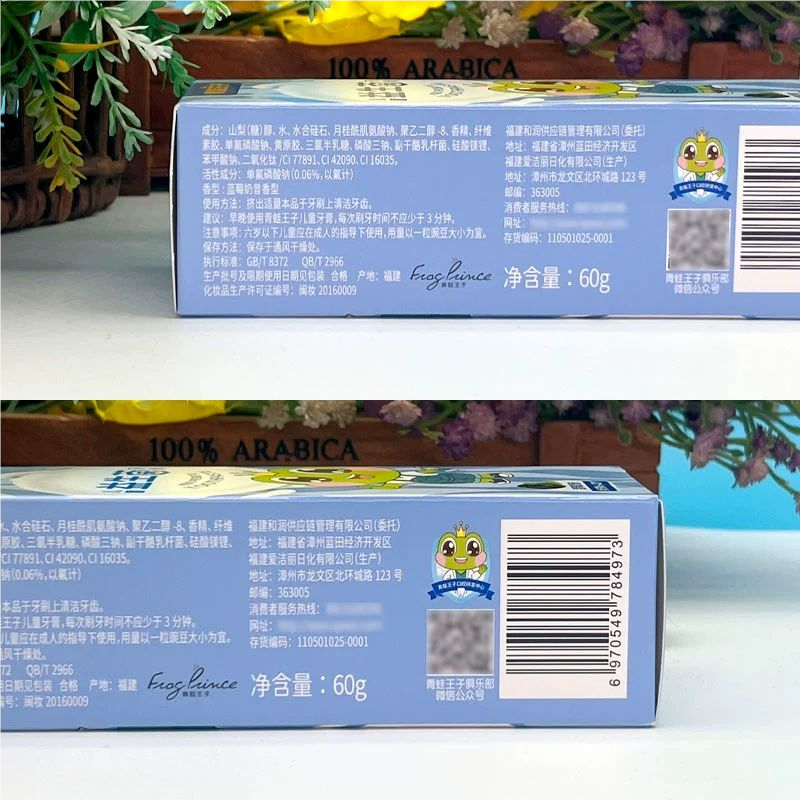 100% ARABICA
成分：山梨（糖）醇、水、水合硅石、月桂酰肌氨酸钠、聚乙二醇-8、香精、纤维
素胶、单氟磷酸钠、黄原胶、三氯半乳糖、磷酸三钠、副干酪乳杆菌、硅酸镁锂、
苯甲酸钠、二氧化钛/CI 77891、CI 42090、CI 16035。
活性成分：单氟磷酸钠（0.06%，以氟计）
香型：蓝莓奶昔香型
使用方法：挤出适量本品于牙刷上清洁牙齿。
建议：早晚使用青蛙王子儿童牙膏，每次刷牙时间不应少于3分钟。
注意事项：六岁以下儿童应在成人的指导下使用，用量以一粒豌豆大小为宜。
保存方法：保存于通风干燥处。
执行标准：GB/T 8372 QB/T 2966
生产批号及限期使用日期见包装 合格 产地：福建
化妆品生产许可证编号：闽妆 20160009
Frog Prince
青蛙王子
福建和润供应链管理有限公司（委托）
地址：福建省漳州蓝田经济开发区
福建爱洁丽日化有限公司（生产）
地址：漳州市龙文区北环城路 123 号
邮编：363005
消费者服务热线：
网址：
存货编码：110501025-0001
净含量：60g
青蛙王子口腔研发中心
青蛙王子俱乐部
微信公众号
100% ARABICA
水、水合硅石、月桂酰肌氨酸钠、聚乙二醇-8、香精、纤维
原胶、三氯半乳糖、磷酸三钠、副干酪乳杆菌、硅酸镁锂、
CI 77891、CI 42090、CI 16035。
钠（0.06%，以氟计）
本品于牙刷上清洁牙齿。
王子儿童牙膏，每次刷牙时间不应少于3分钟。
儿童应在成人的指导下使用，用量以一粒豌豆大小为宜。
通风干燥处。
372 QB/T 2966
用日期见包装 合格 产地：福建
编号：闽妆 20160009
Frog Prince
青蛙王子
福建和润供应链管理有限公司（委托）
地址：福建省漳州蓝田经济开发区
福建爱洁丽日化有限公司（生产）
地址：漳州市龙文区北环城路 123 号
邮编：363005
消费者服务热线：
网址：
存货编码：110501025-0001
净含量：60g
青蛙王子口腔研发中心
青蛙王子俱乐部
微信公众号
6 970549 784973